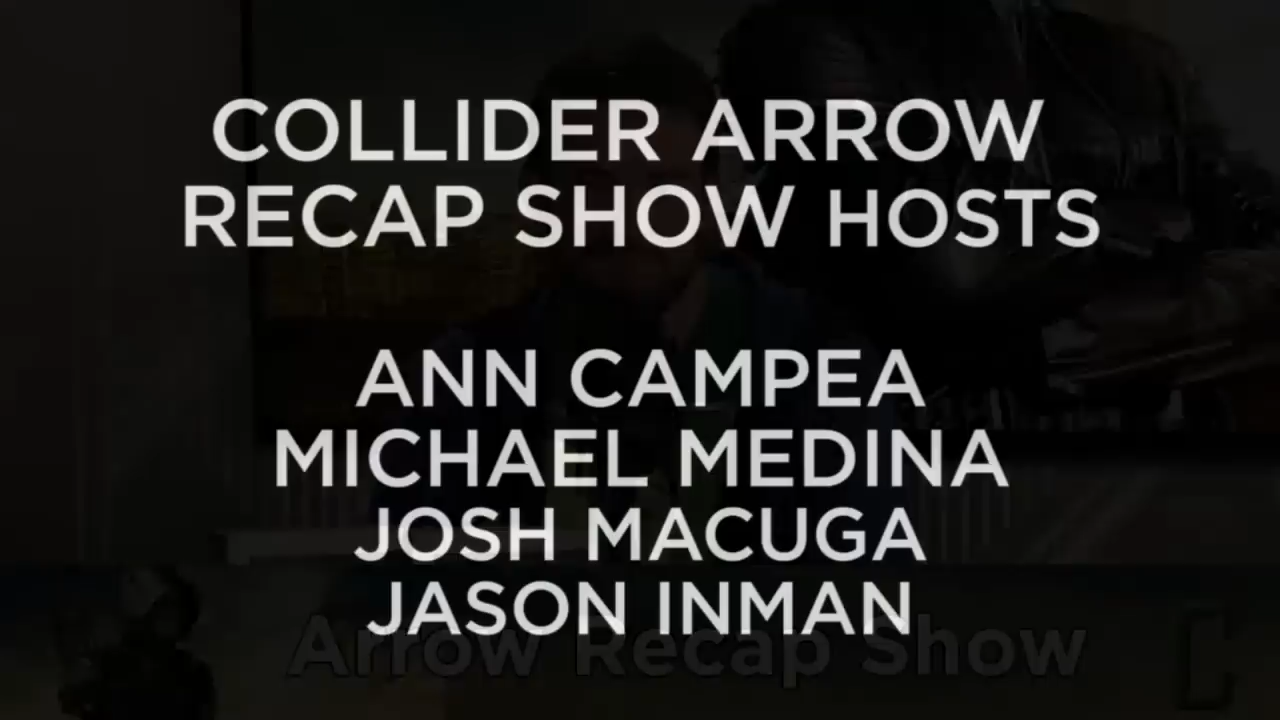 COLLIDER ARROW
RECAP SHOW HOSTS
ANN CAMPEA
MICHAEL MEDINA
JOSH MACUGA
JASON INMAN
Arrow Recap Show